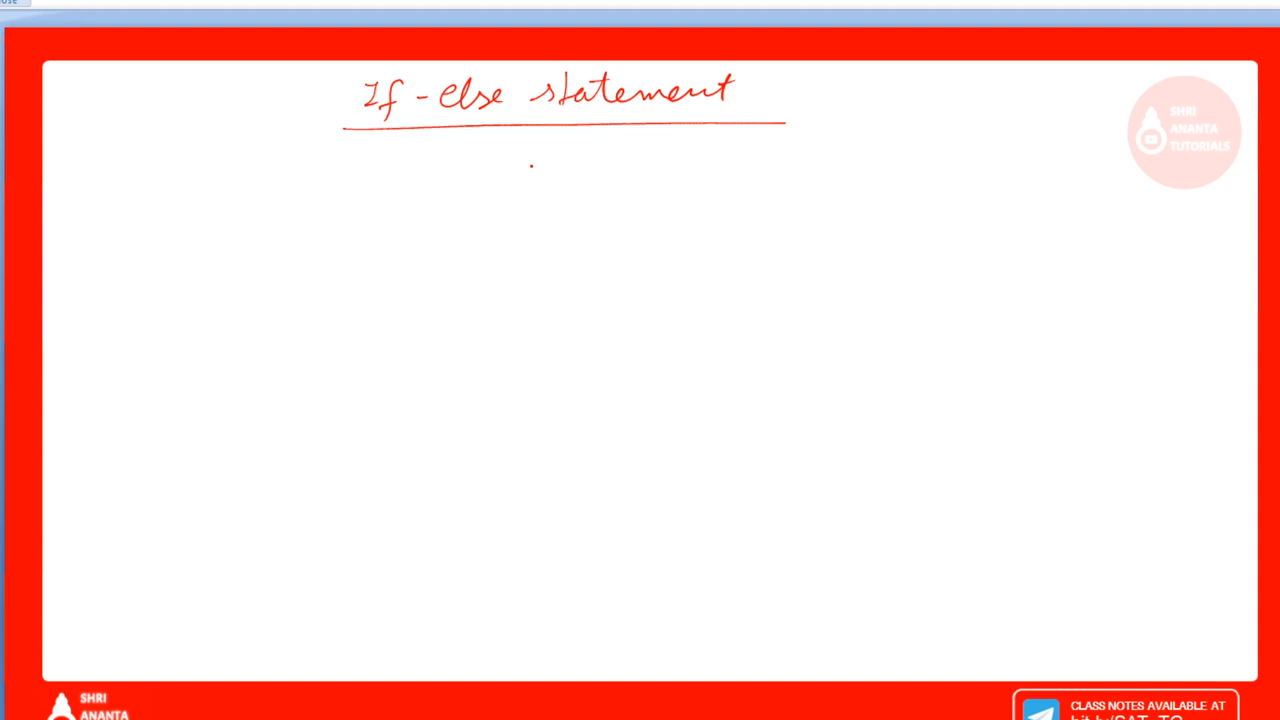 If - else statement
SHRI
ANANTA
TUTORIALS
SHRI
ANANTA
CLASS NOTES AVAILABLE AT